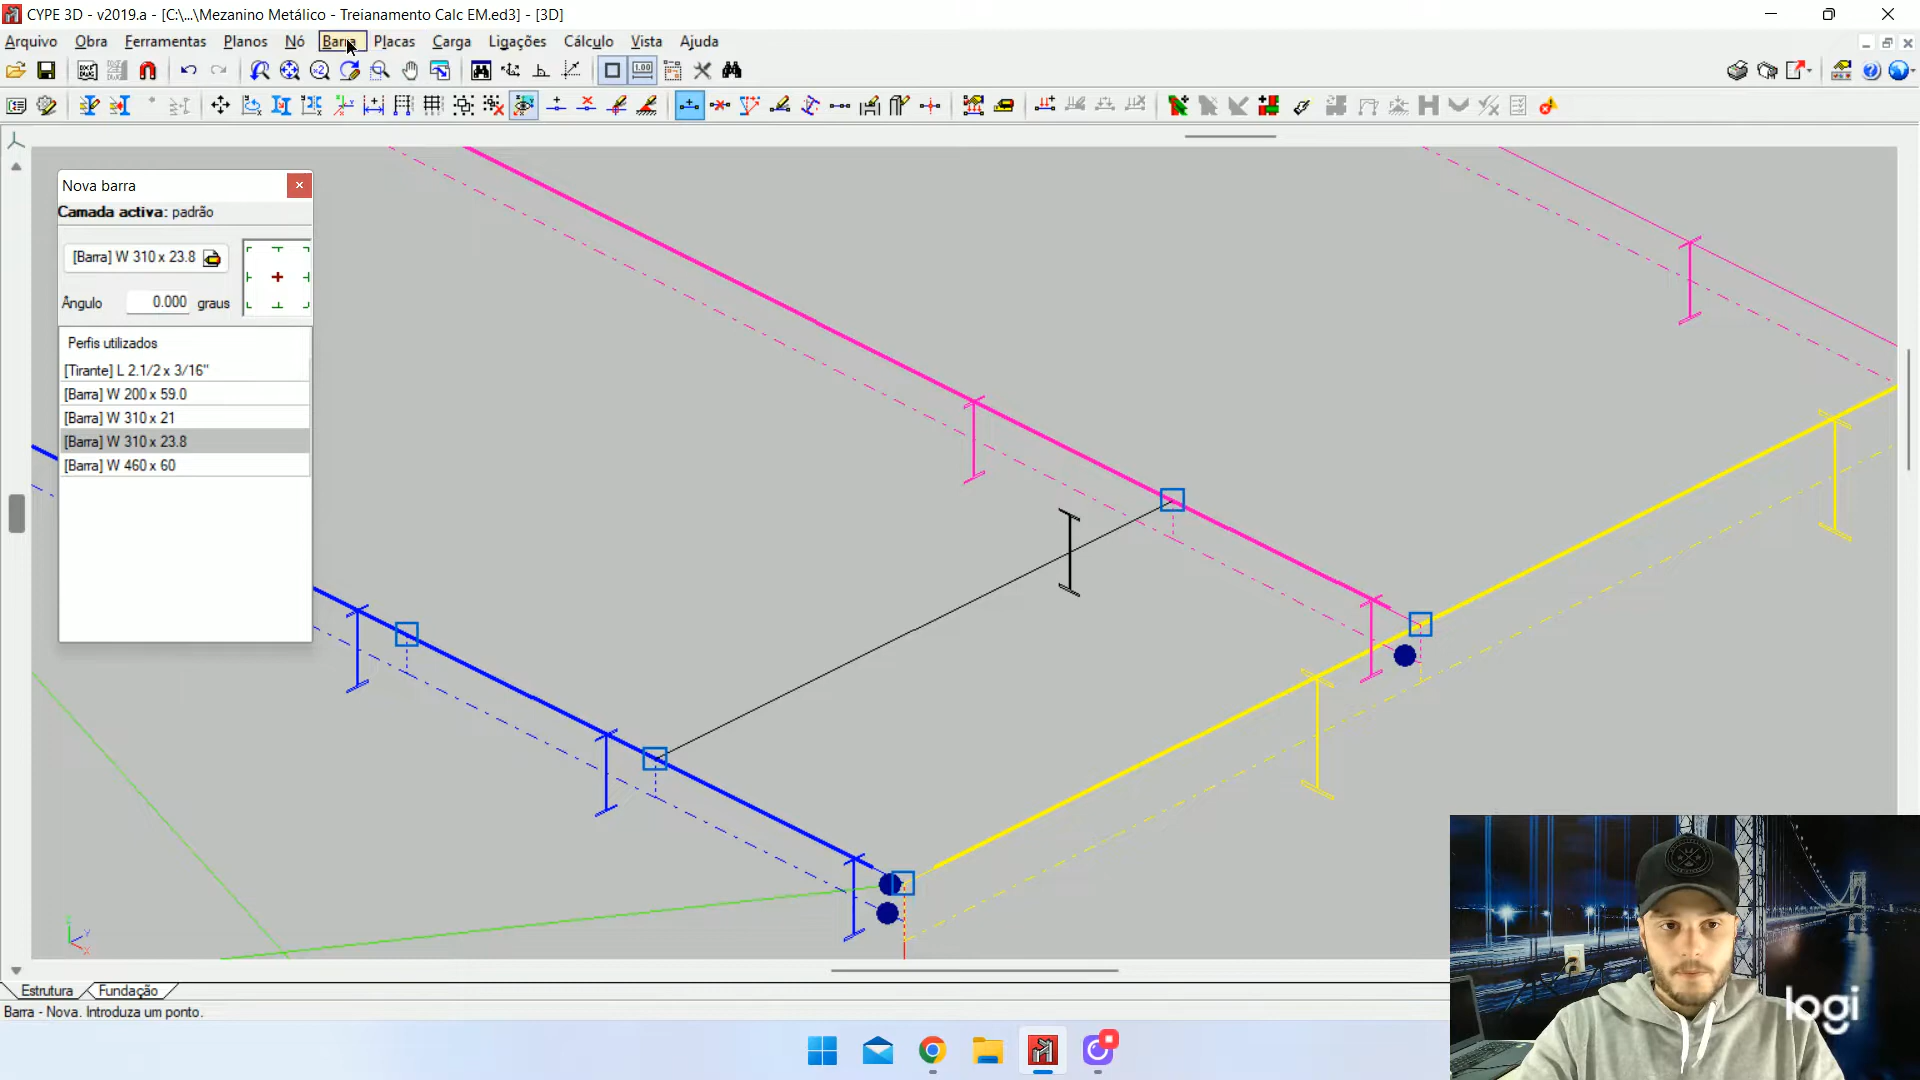 CYPE 3D - v2019.a - [C:\...\Mezanino Metálico - Treianamento Calc EM.ed3] - [3D]
Arquivo Obra Ferramentas Planos Nó Barra Placas Carga Ligações Cálculo Vista Ajuda
Nova barra
Camada activa: padrão
[Barra] W 310 x 23.8
Ângulo 0.000 graus
Perfis utilizados
[Tirante] L 2.1/2 x 3/16"
[Barra] W 200 x 59.0
[Barra] W 310 x 21
[Barra] W 310 x 23.8
[Barra] W 460 x 60
Estrutura Fundação
Barra - Nova. Introduza um ponto.
logi